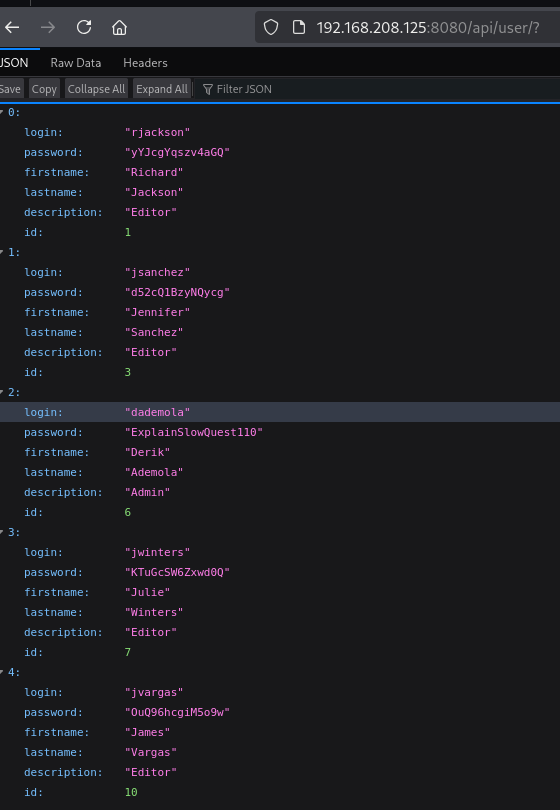 192.168.208.125:8080/api/user/?
JSON Raw Data Headers
Save Copy Collapse All Expand All Filter JSON
0:
login: "rjackson"
password: "yYJcgYqszv4aGQ"
firstname: "Richard"
lastname: "Jackson"
description: "Editor"
id: 1
1:
login: "jsanchez"
password: "d52cQ1BzyNQycg"
firstname: "Jennifer"
lastname: "Sanchez"
description: "Editor"
id: 3
2:
login: "dademola"
password: "ExplainSlowQuest110"
firstname: "Derik"
lastname: "Ademola"
description: "Admin"
id: 6
3:
login: "jwinters"
password: "KTuGcSW6Zxwd0Q"
firstname: "Julie"
lastname: "Winters"
description: "Editor"
id: 7
4:
login: "jvargas"
password: "OuQ96hcgiM5o9w"
firstname: "James"
lastname: "Vargas"
description: "Editor"
id: 10